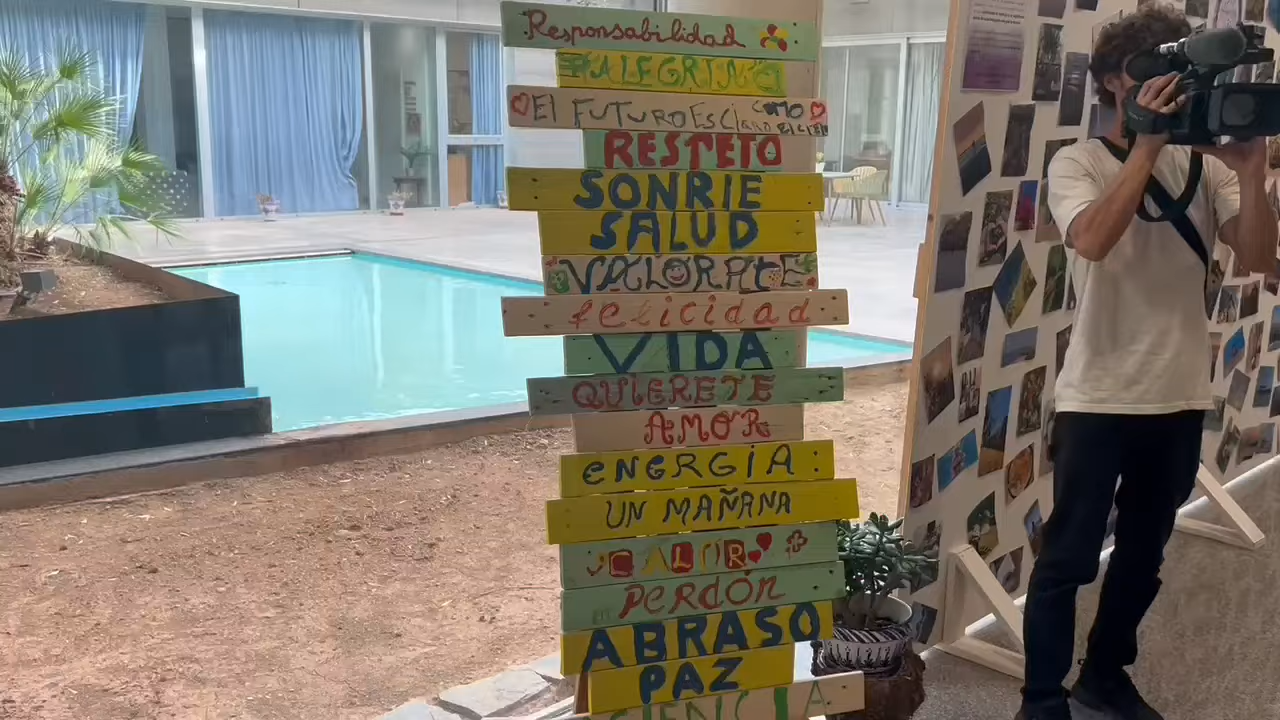 Responsabilidad
#ALEGRIA
EL FUTURO ES CLARO COMO EL CIELO
RESPETO
SONRIE
SALUD
VALORATE
felicidad
VIDA
QUIERETE
AMOR
ENERGIA:
UN MAÑANA
CALOR
PERDÓN
ABRASO
PAZ